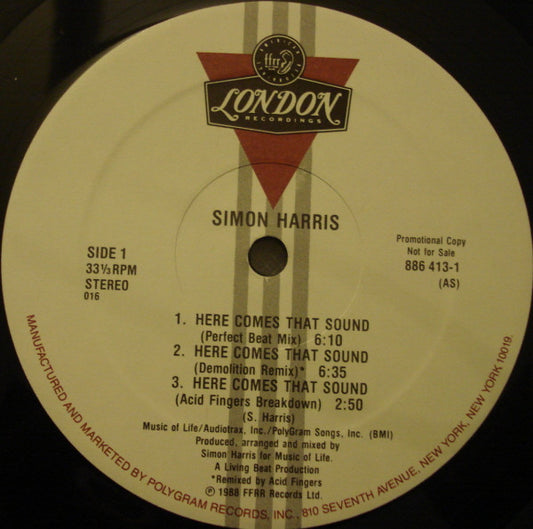 ffrr
LONDON
RECORDINGS
SIMON HARRIS
SIDE 1
33⅓ RPM
STEREO
016
Promotional Copy
Not for Sale
886 413-1
(AS)
1. HERE COMES THAT SOUND
(Perfect Beat Mix) 6:10
2. HERE COMES THAT SOUND
(Demolition Remix)* 6:35
3. HERE COMES THAT SOUND
(Acid Fingers Breakdown) 2:50
(S. Harris)
Music of Life/Audiotrax, Inc./PolyGram Songs, Inc. (BMI)
Produced, arranged and mixed by
Simon Harris for Music of Life.
A Living Beat Production
*Remixed by Acid Fingers
℗ 1988 FFRR Records Ltd.
MANUFACTURED AND MARKETED BY POLYGRAM RECORDS, INC., 810 SEVENTH AVENUE, NEW YORK, NEW YORK 10019.